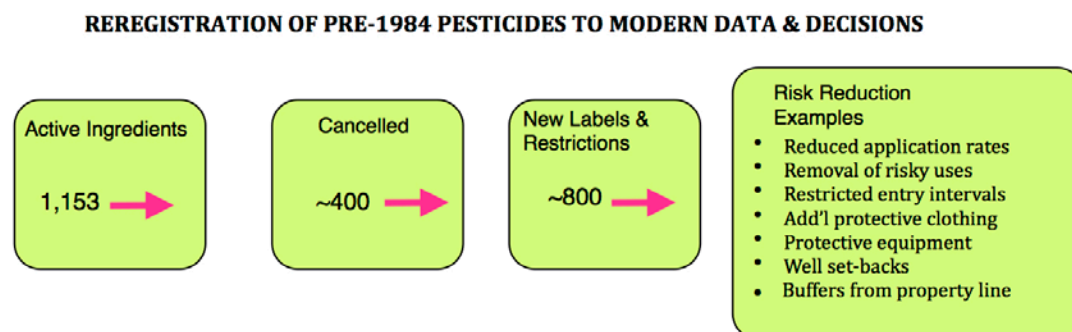 REREGISTRATION OF PRE-1984 PESTICIDES TO MODERN DATA & DECISIONS
Active Ingredients
1,153
Cancelled
~400
New Labels &
Restrictions
~800
Risk Reduction
Examples
• Reduced application rates
• Removal of risky uses
• Restricted entry intervals
• Add'l protective clothing
• Protective equipment
• Well set-backs
• Buffers from property line